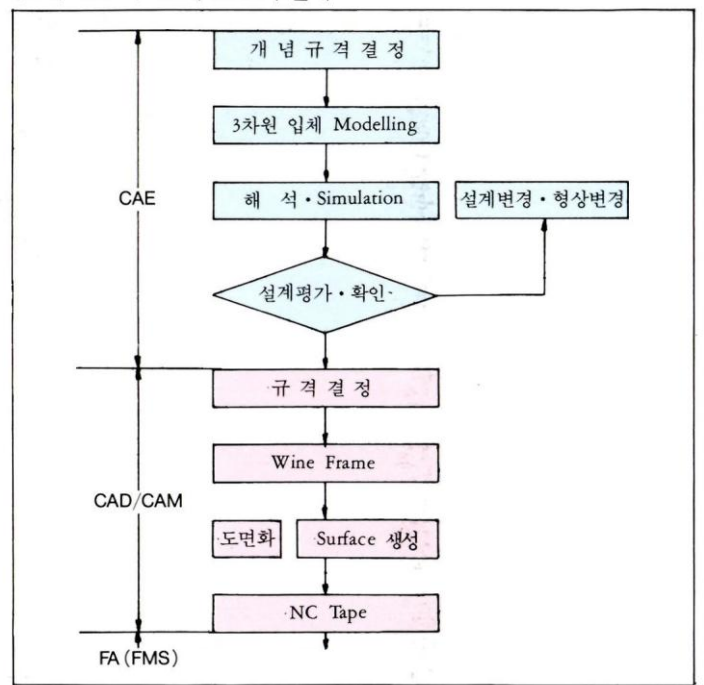 개 념 규 격 결 정
3차원 입체 Modelling
CAE
해 석 · Simulation
설계변경 · 형상변경
설계평가 · 확인
규 격 결 정
Wine Frame
CAD/CAM
도면화
Surface 생성
NC Tape
FA (FMS)